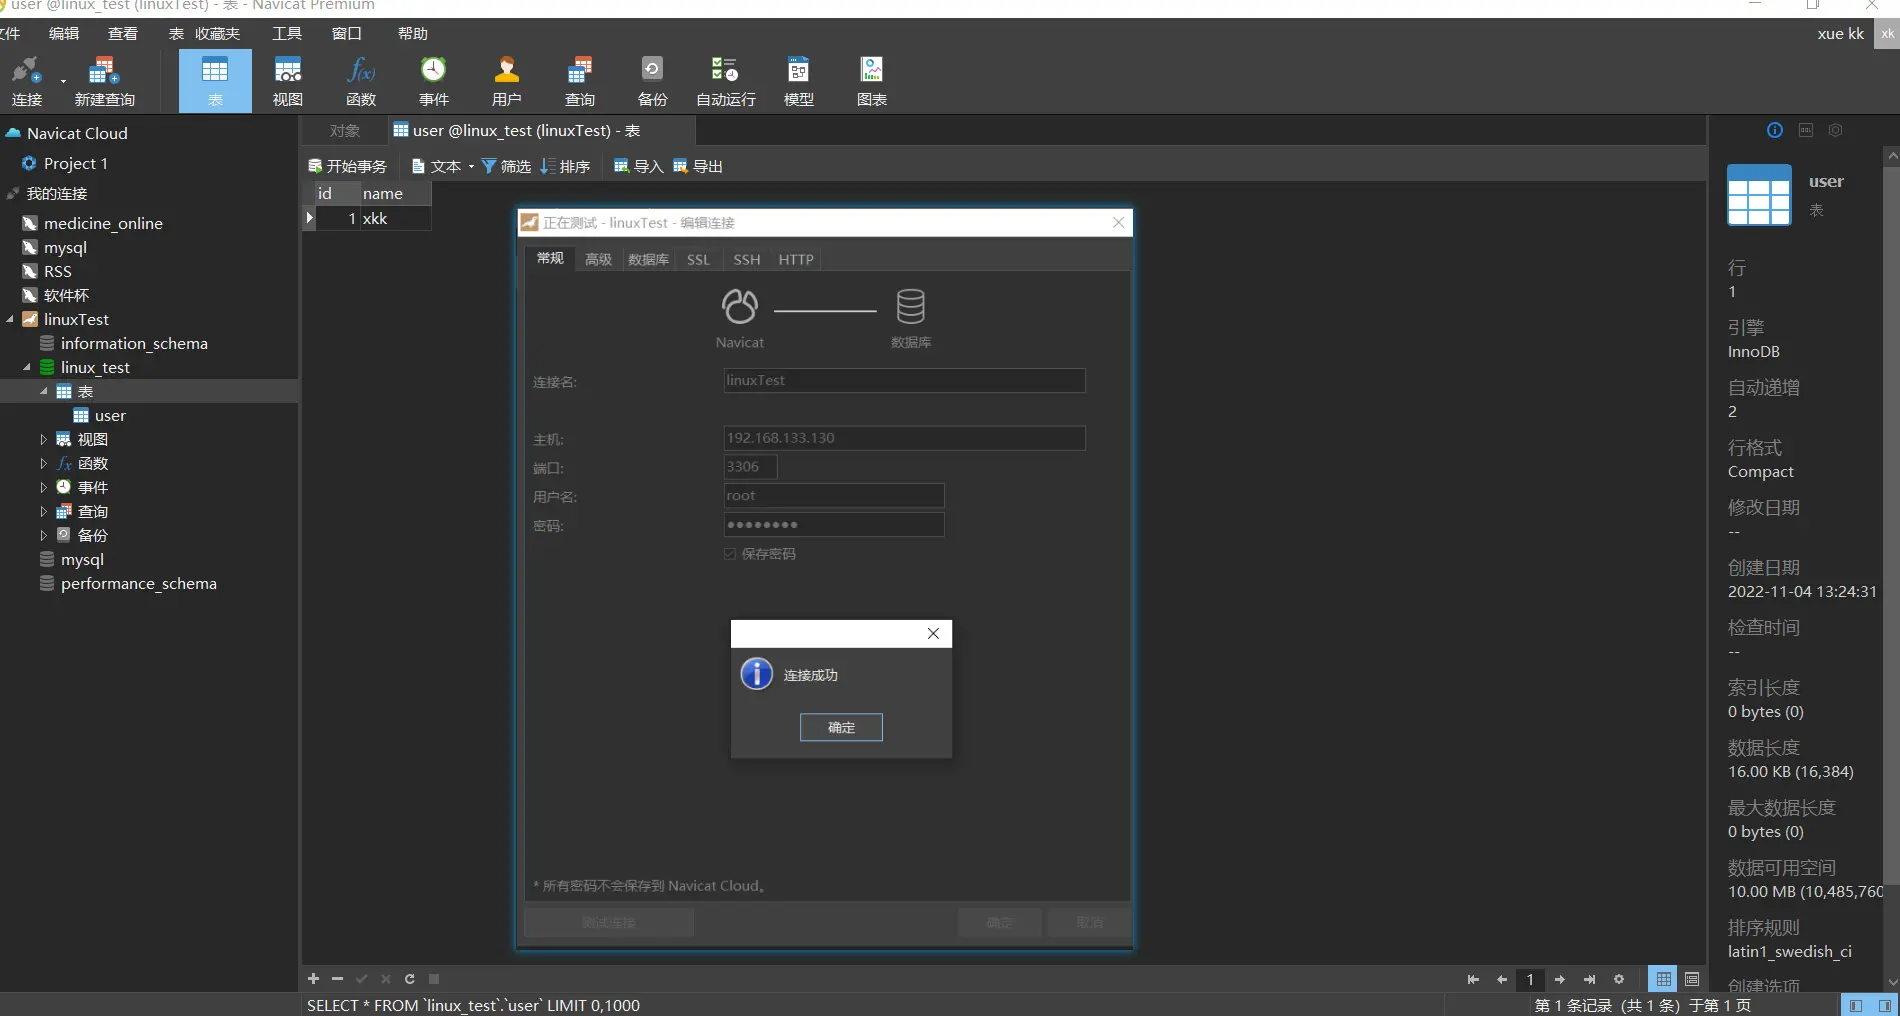 user @linux_test (linuxTest) - 表 - Navicat Premium
文件 编辑 查看 表 收藏夹 工具 窗口 帮助
xue kk xk
连接 新建查询 表 视图 函数 事件 用户 查询 备份 自动运行 模型 图表
Navicat Cloud
Project 1
我的连接
medicine_online
mysql
RSS
软件杯
linuxTest
information_schema
linux_test
表
user
视图
函数
事件
查询
备份
mysql
performance_schema
对象 user @linux_test (linuxTest) - 表
开始事务 文本 筛选 排序 导入 导出
id name
1 xkk
正在测试 - linuxTest - 编辑连接
常规 高级 数据库 SSL SSH HTTP
Navicat 数据库
连接名: linuxTest
主机: 192.168.133.130
端口: 3306
用户名: root
密码: ●●●●●●●●
保存密码
连接成功
确定
* 所有密码不会保存到 Navicat Cloud。
测试连接 确定 取消
user
表
行
1
引擎
InnoDB
自动递增
2
行格式
Compact
修改日期
--
创建日期
2022-11-04 13:24:31
检查时间
--
索引长度
0 bytes (0)
数据长度
16.00 KB (16,384)
最大数据长度
0 bytes (0)
数据可用空间
10.00 MB (10,485,760
排序规则
latin1_swedish_ci
创建选项
1
SELECT * FROM `linux_test`.`user` LIMIT 0,1000
第 1 条记录 (共 1 条) 于第 1 页